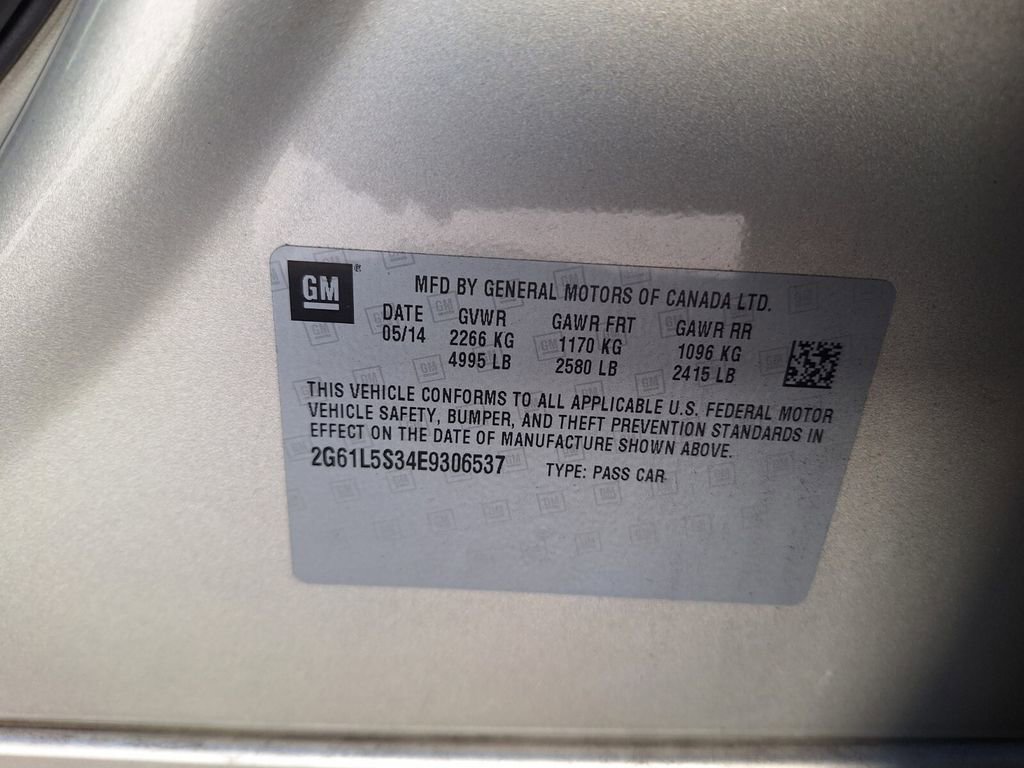 GM®
MFD BY GENERAL MOTORS OF CANADA LTD.
DATE GVWR GAWR FRT GAWR RR
05/14 2266 KG 1170 KG 1096 KG
4995 LB 2580 LB 2415 LB
THIS VEHICLE CONFORMS TO ALL APPLICABLE U.S. FEDERAL MOTOR
VEHICLE SAFETY, BUMPER, AND THEFT PREVENTION STANDARDS IN
EFFECT ON THE DATE OF MANUFACTURE SHOWN ABOVE.
2G61L5S34E9306537 TYPE: PASS CAR